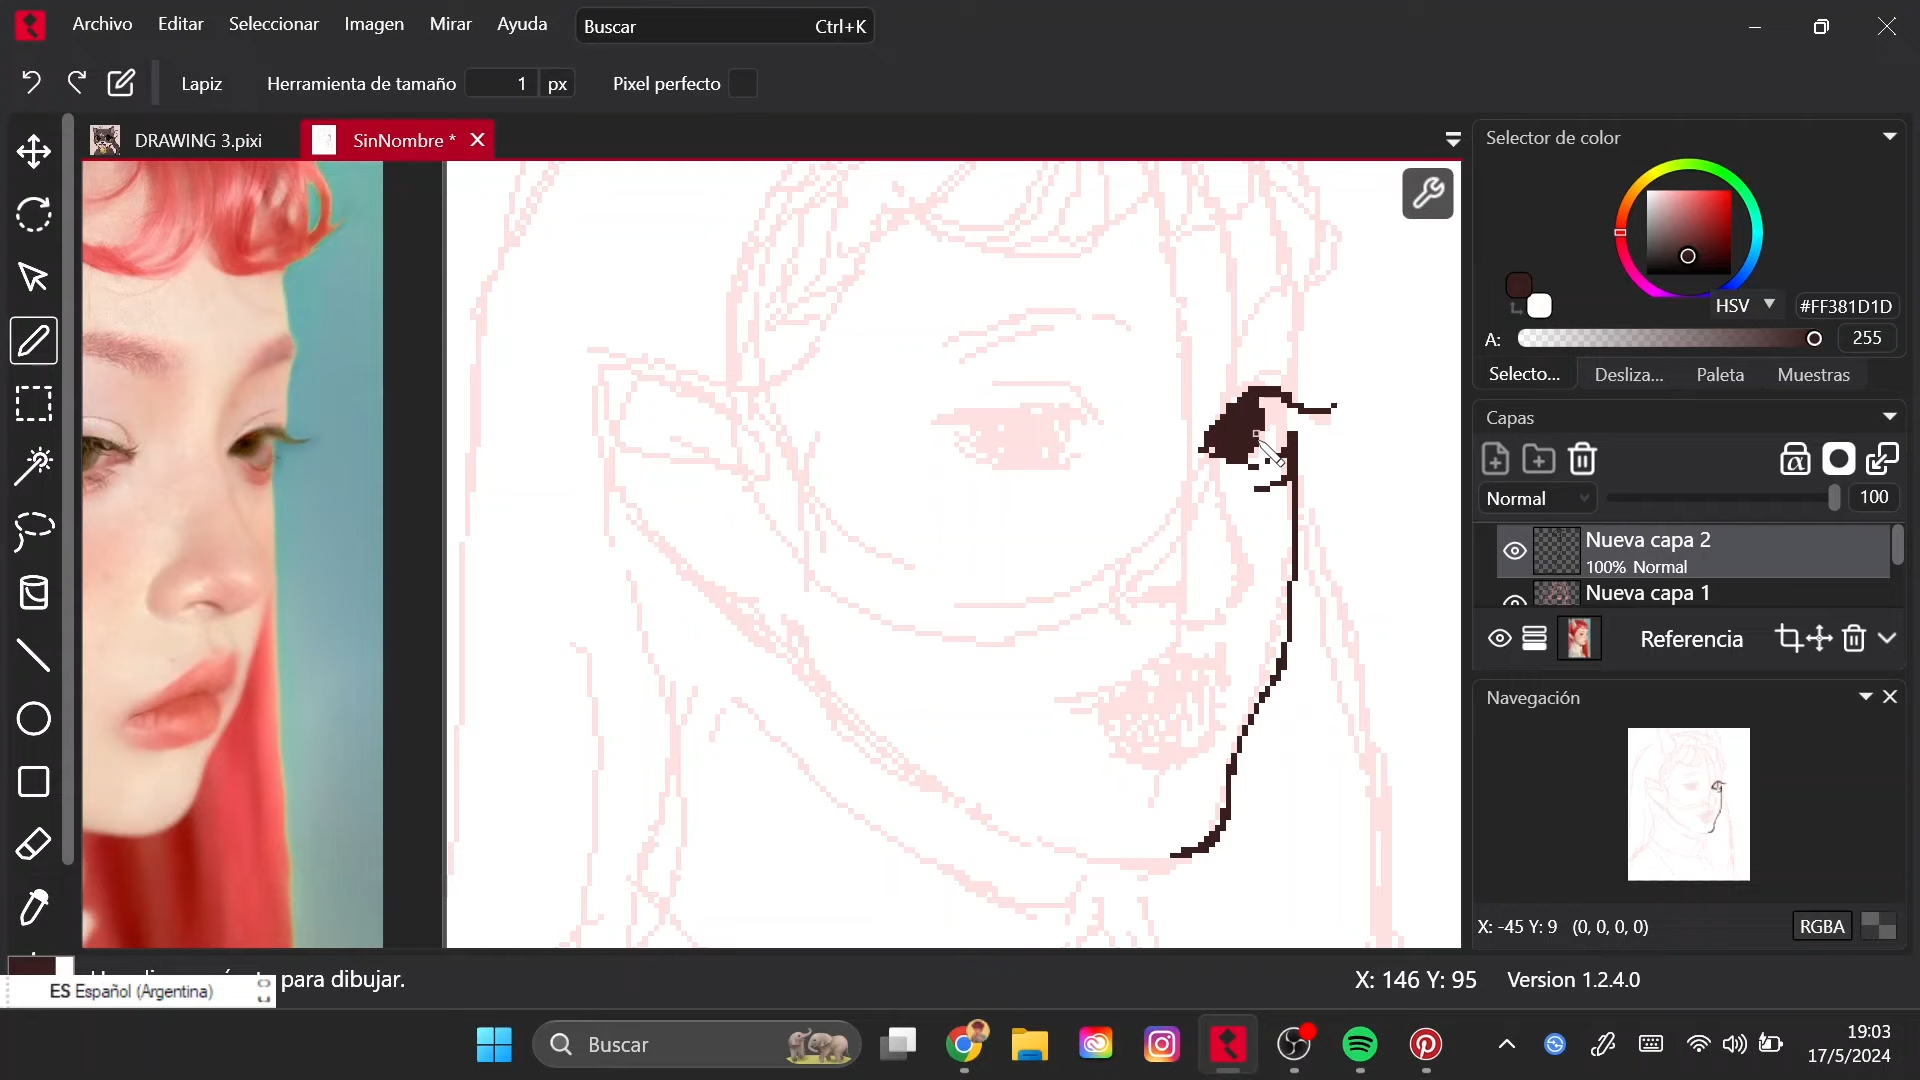 Archivo Editar Seleccionar Imagen Mirar Ayuda Buscar Ctrl+K
Lapiz Herramienta de tamaño 1 px Pixel perfecto
DRAWING 3.pixi SinNombre *
Selector de color
HSV #FF381D1D
A: 255
Selecto... Desliza... Paleta Muestras
Capas
Normal 100
Nueva capa 2
100% Normal
Nueva capa 1
Referencia
Navegación
X: -45 Y: 9 (0, 0, 0, 0) RGBA
para dibujar. X: 146 Y: 95 Version 1.2.4.0
ES Español (Argentina)
Buscar
19:03
17/5/2024